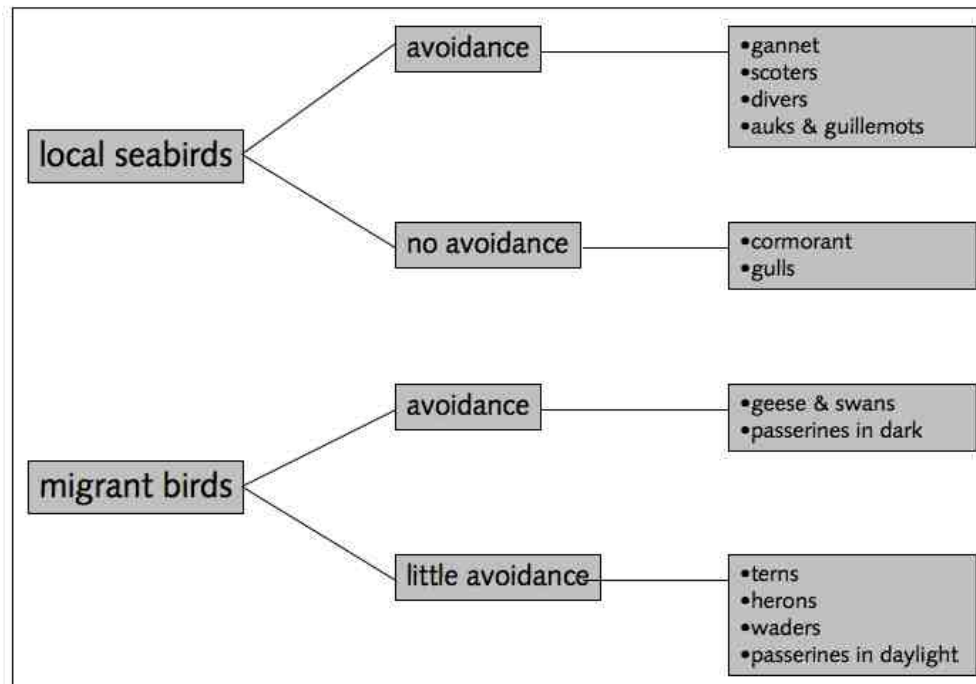 local seabirds
avoidance
•gannet
•scoters
•divers
•auks & guillemots
no avoidance
•cormorant
•gulls
migrant birds
avoidance
•geese & swans
•passerines in dark
little avoidance
•terns
•herons
•waders
•passerines in daylight